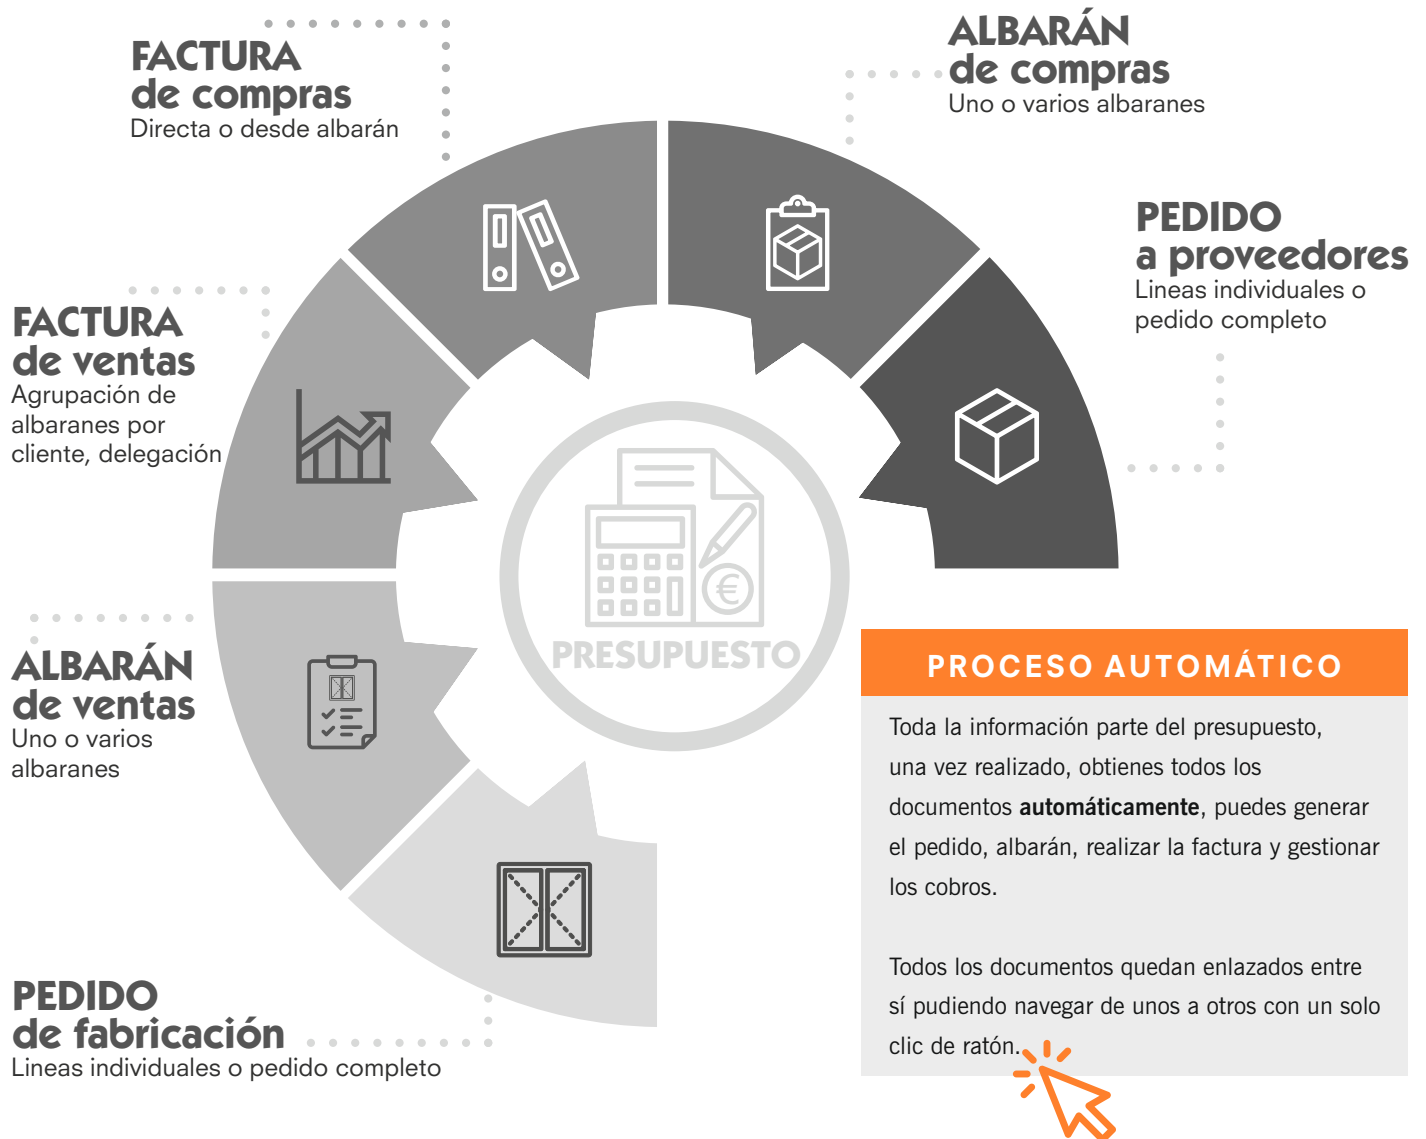 FACTURA
de compras
Directa o desde albarán
ALBARÁN
de compras
Uno o varios albaranes
PEDIDO
a proveedores
Lineas individuales o
pedido completo
FACTURA
de ventas
Agrupación de
albaranes por
cliente, delegación
€
PRESUPUESTO
ALBARÁN
de ventas
Uno o varios
albaranes
PEDIDO
de fabricación
Lineas individuales o pedido completo
PROCESO AUTOMÁTICO
Toda la información parte del presupuesto,
una vez realizado, obtienes todos los
documentos automáticamente, puedes generar
el pedido, albarán, realizar la factura y gestionar
los cobros.
Todos los documentos quedan enlazados entre
sí pudiendo navegar de unos a otros con un solo
clic de ratón.